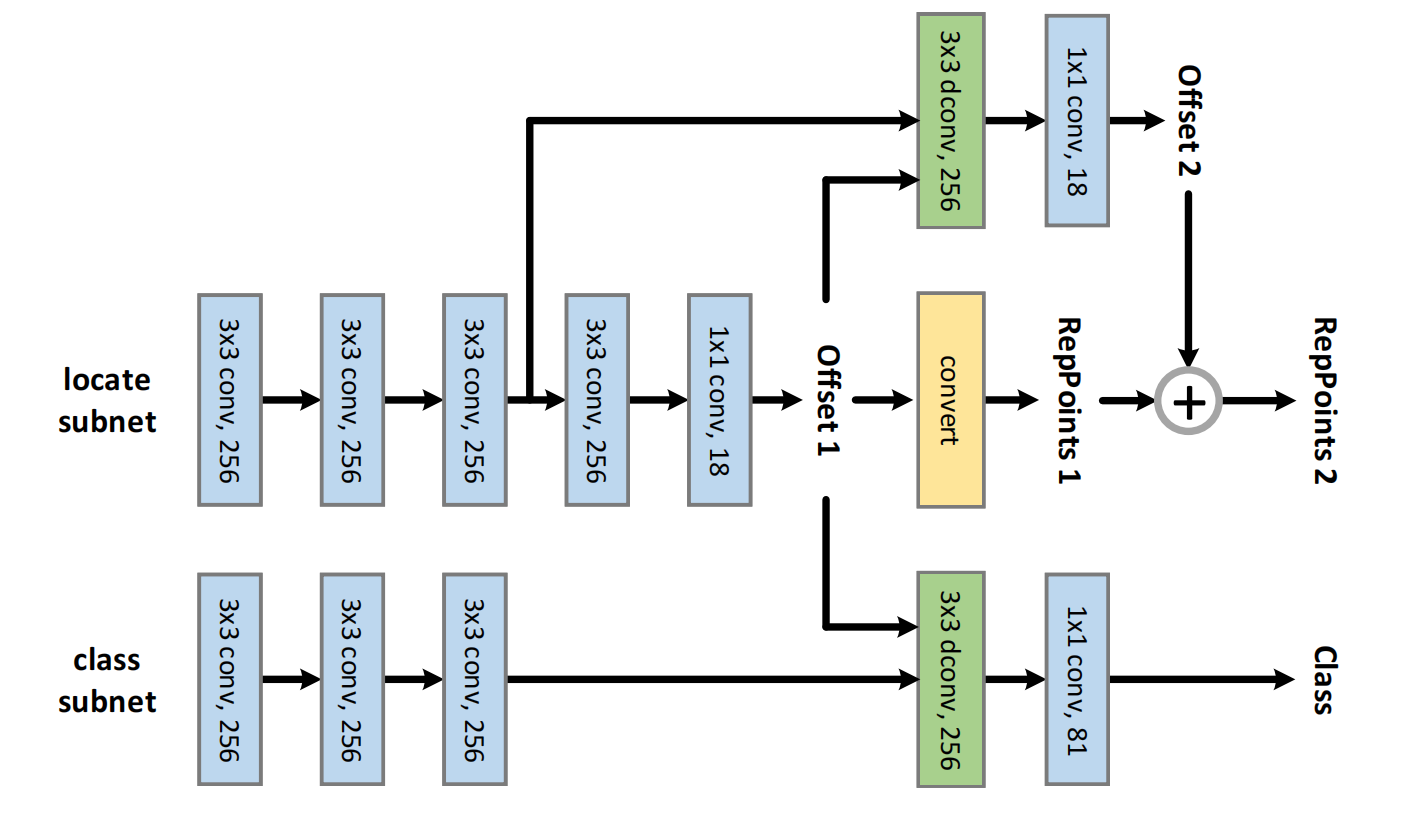 3x3 dconv, 256
1x1 conv, 18
Offset 2
locate
subnet
3x3 conv, 256
3x3 conv, 256
3x3 conv, 256
3x3 conv, 256
1x1 conv, 18
Offset 1
convert
RepPoints 1
+
RepPoints 2
class
subnet
3x3 conv, 256
3x3 conv, 256
3x3 conv, 256
3x3 dconv, 256
1x1 conv, 81
Class